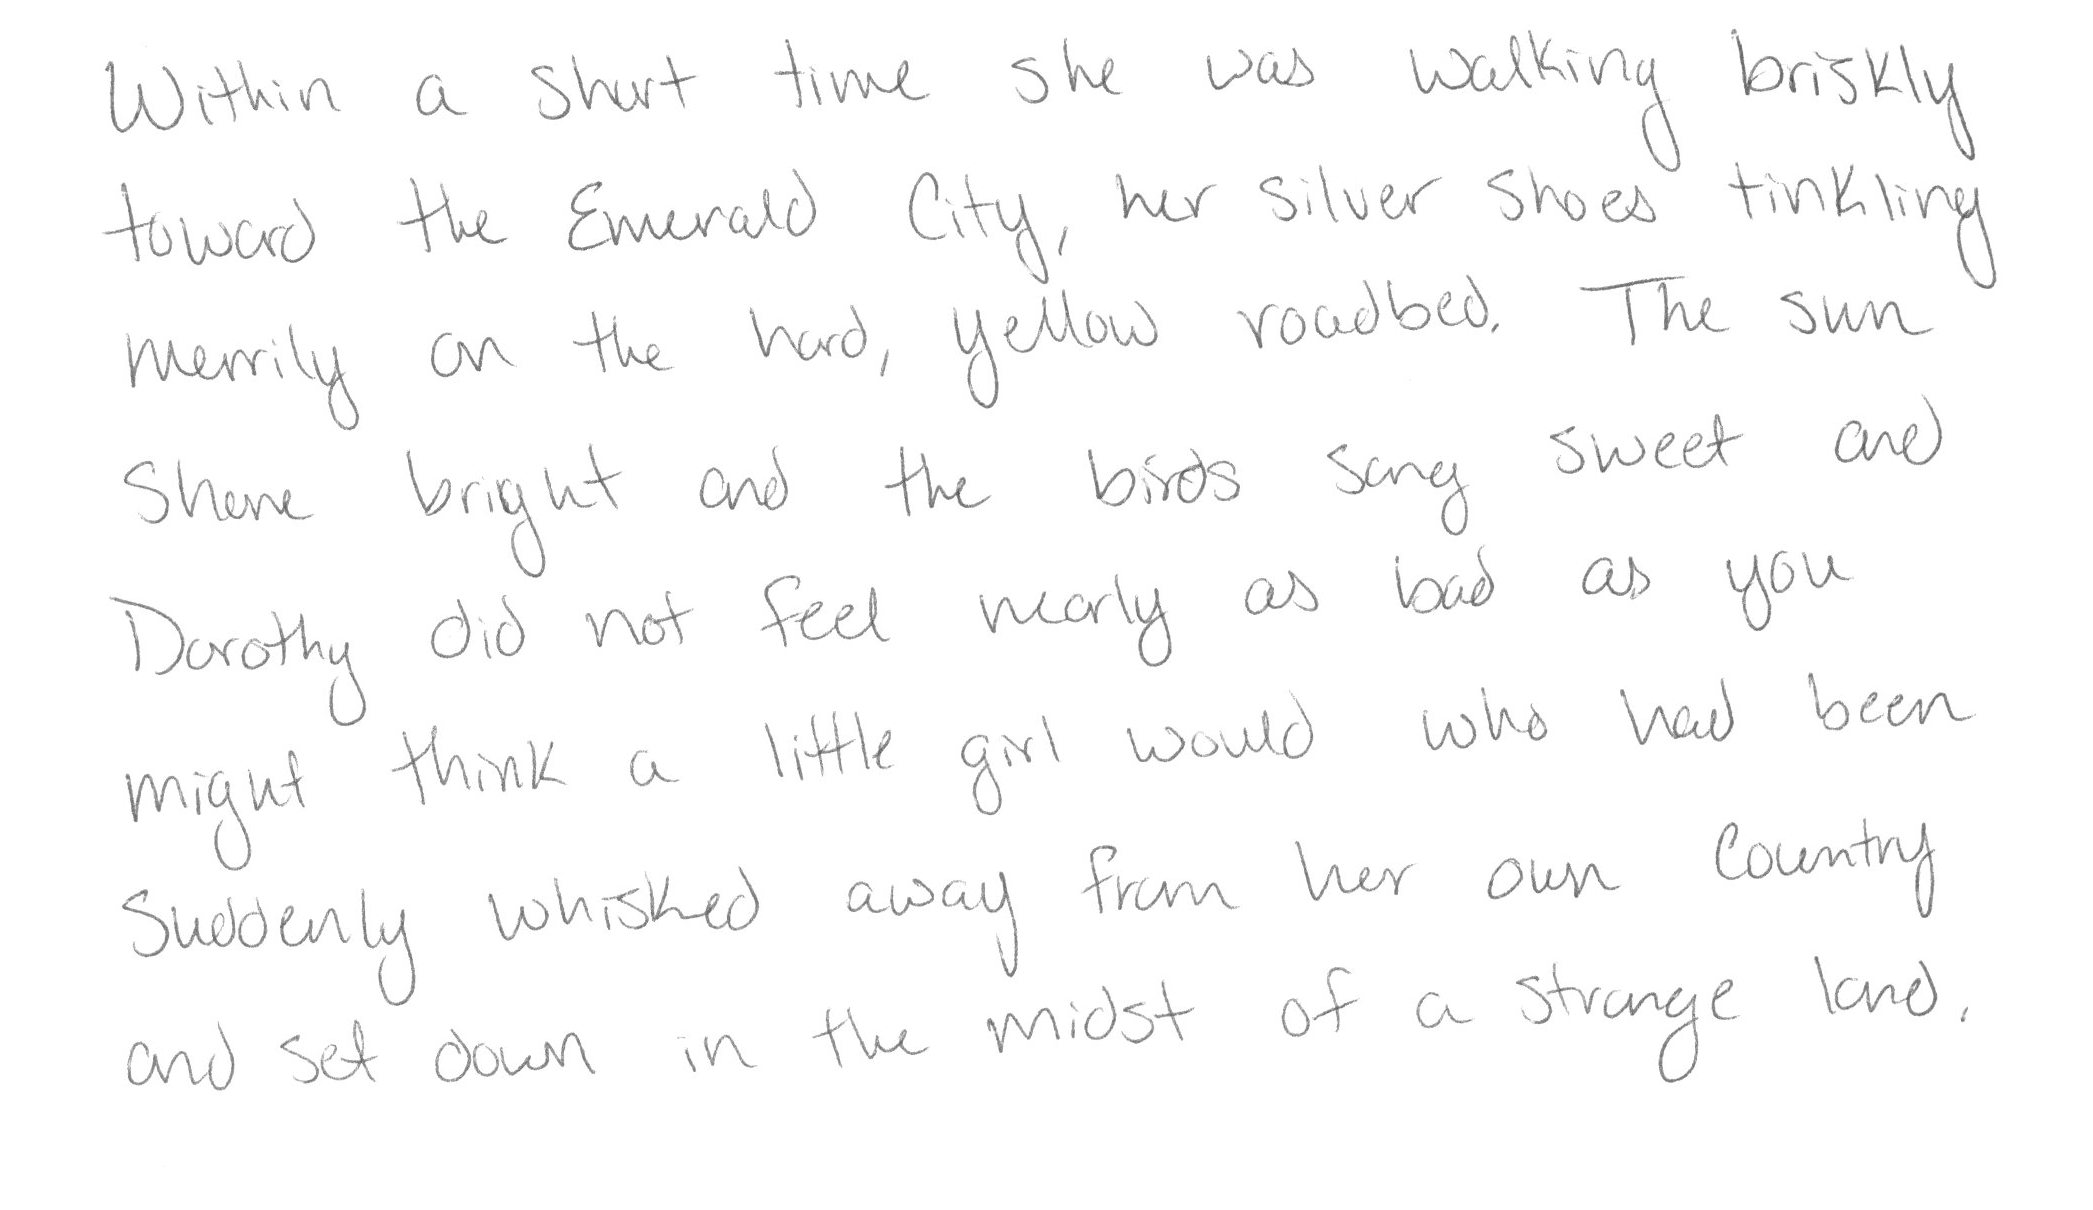 Within a short time she was walking briskly
toward the Emerald City, her silver shoes tinkling
merrily on the hard, yellow roadbed. The sun
shone bright and the birds sang sweet and
Dorothy did not feel nearly as bad as you
might think a little girl would who had been
suddenly whisked away from her own country
and set down in the midst of a strange land.